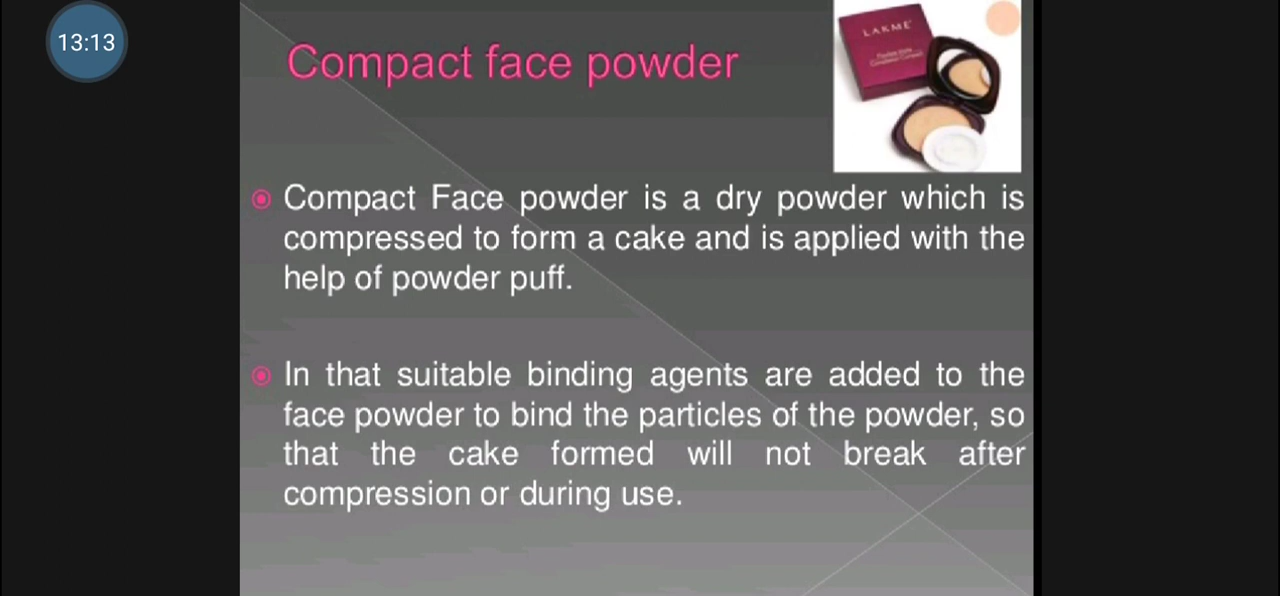 13:13
LAKME
Compact face powder
Compact Face powder is a dry powder which is
compressed to form a cake and is applied with the
help of powder puff.
In that suitable binding agents are added to the
face powder to bind the particles of the powder, so
that the cake formed will not break after
compression or during use.